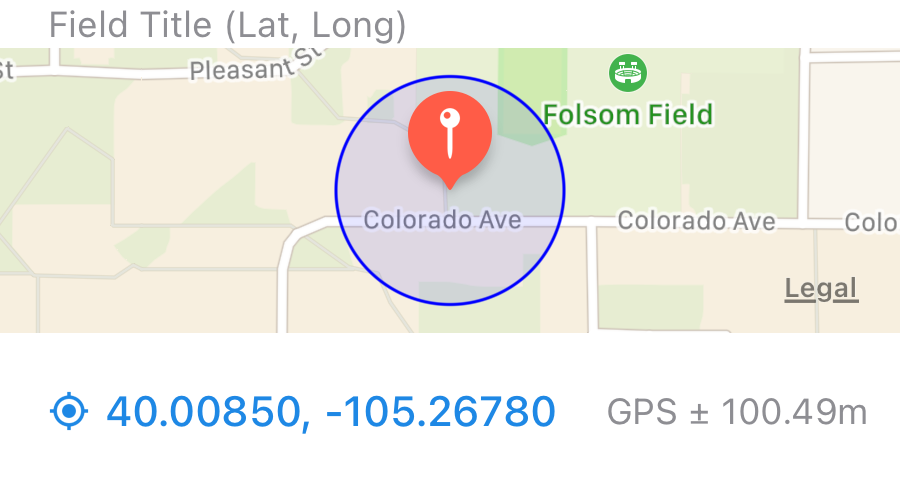 Field Title (Lat, Long)
St
Pleasant St
Folsom Field
Colorado Ave
Colorado Ave
Colo
Legal
40.00850, -105.26780
GPS ± 100.49m